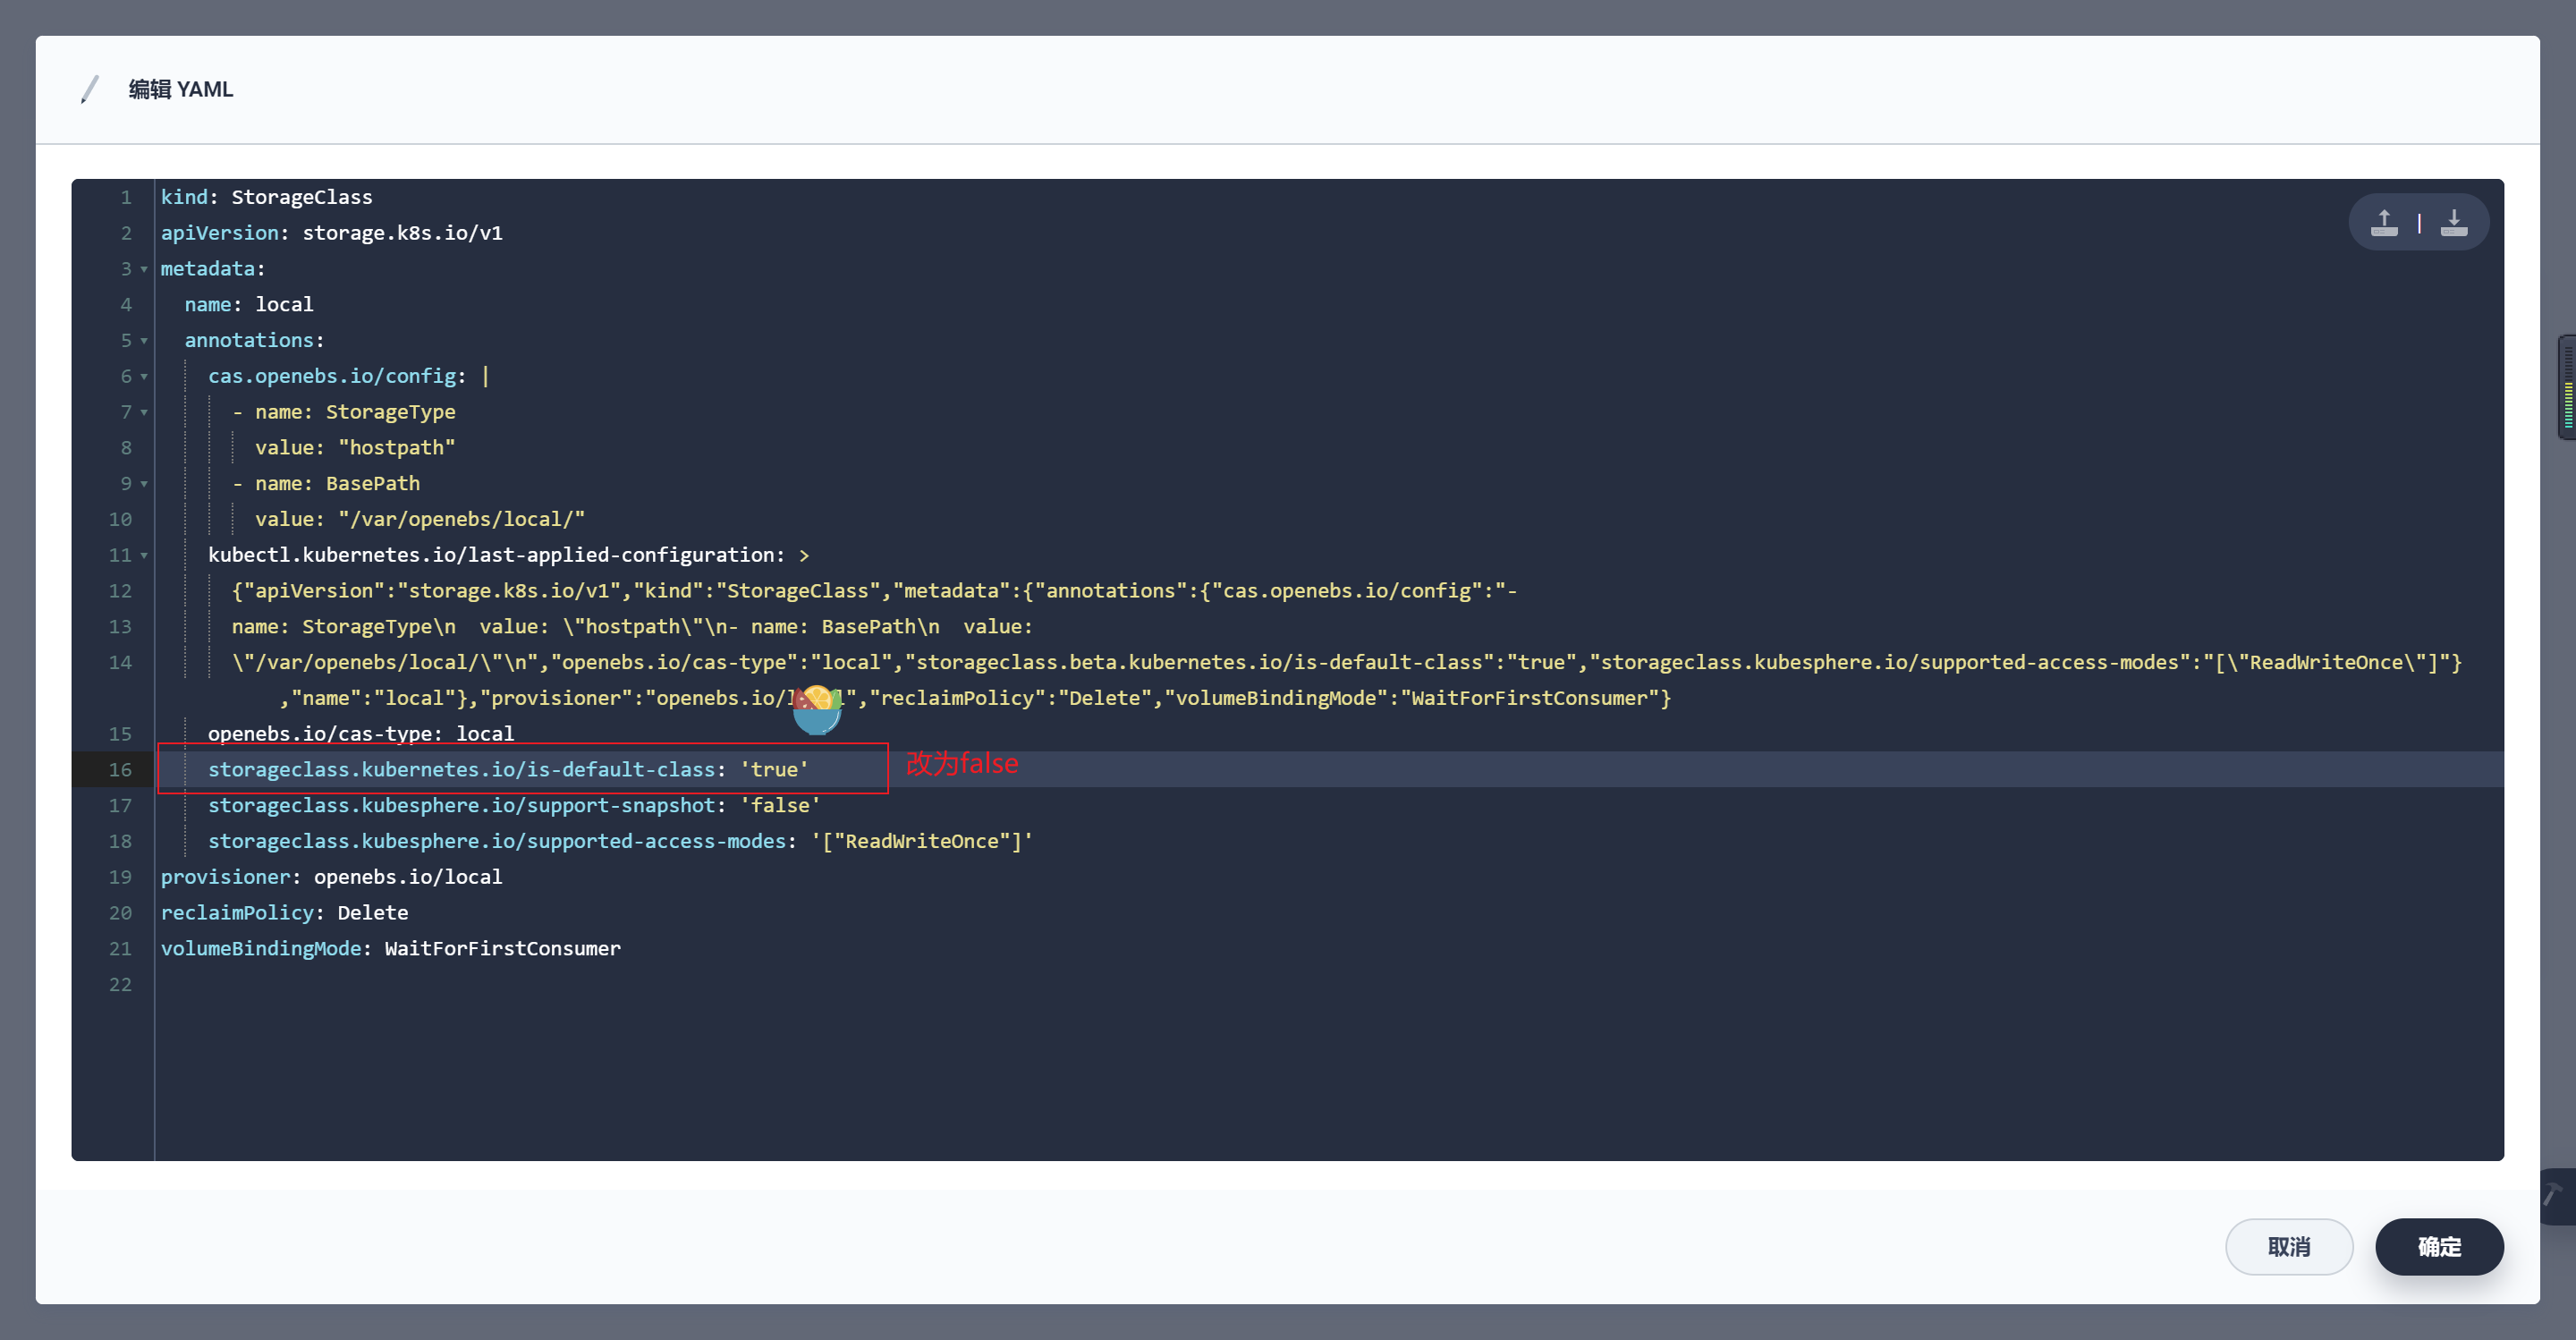 编辑 YAML
1 kind: StorageClass
2 apiVersion: storage.k8s.io/v1
3 metadata:
4 name: local
5 annotations:
6 cas.openebs.io/config: |
7 - name: StorageType
8 value: "hostpath"
9 - name: BasePath
10 value: "/var/openebs/local/"
11 kubectl.kubernetes.io/last-applied-configuration: >
12 {"apiVersion":"storage.k8s.io/v1","kind":"StorageClass","metadata":{"annotations":{"cas.openebs.io/config":"-
13 name: StorageType\n  value: \"hostpath\"\n- name: BasePath\n  value:
14 \"/var/openebs/local/\"\n","openebs.io/cas-type":"local","storageclass.beta.kubernetes.io/is-default-class":"true","storageclass.kubesphere.io/supported-access-modes":"[\"ReadWriteOnce\"]"}
,"name":"local"},"provisioner":"openebs.io/l","reclaimPolicy":"Delete","volumeBindingMode":"WaitForFirstConsumer"}
15 openebs.io/cas-type: local
16 storageclass.kubernetes.io/is-default-class: 'true' 改为false
17 storageclass.kubesphere.io/support-snapshot: 'false'
18 storageclass.kubesphere.io/supported-access-modes: '["ReadWriteOnce"]'
19 provisioner: openebs.io/local
20 reclaimPolicy: Delete
21 volumeBindingMode: WaitForFirstConsumer
22
取消 确定